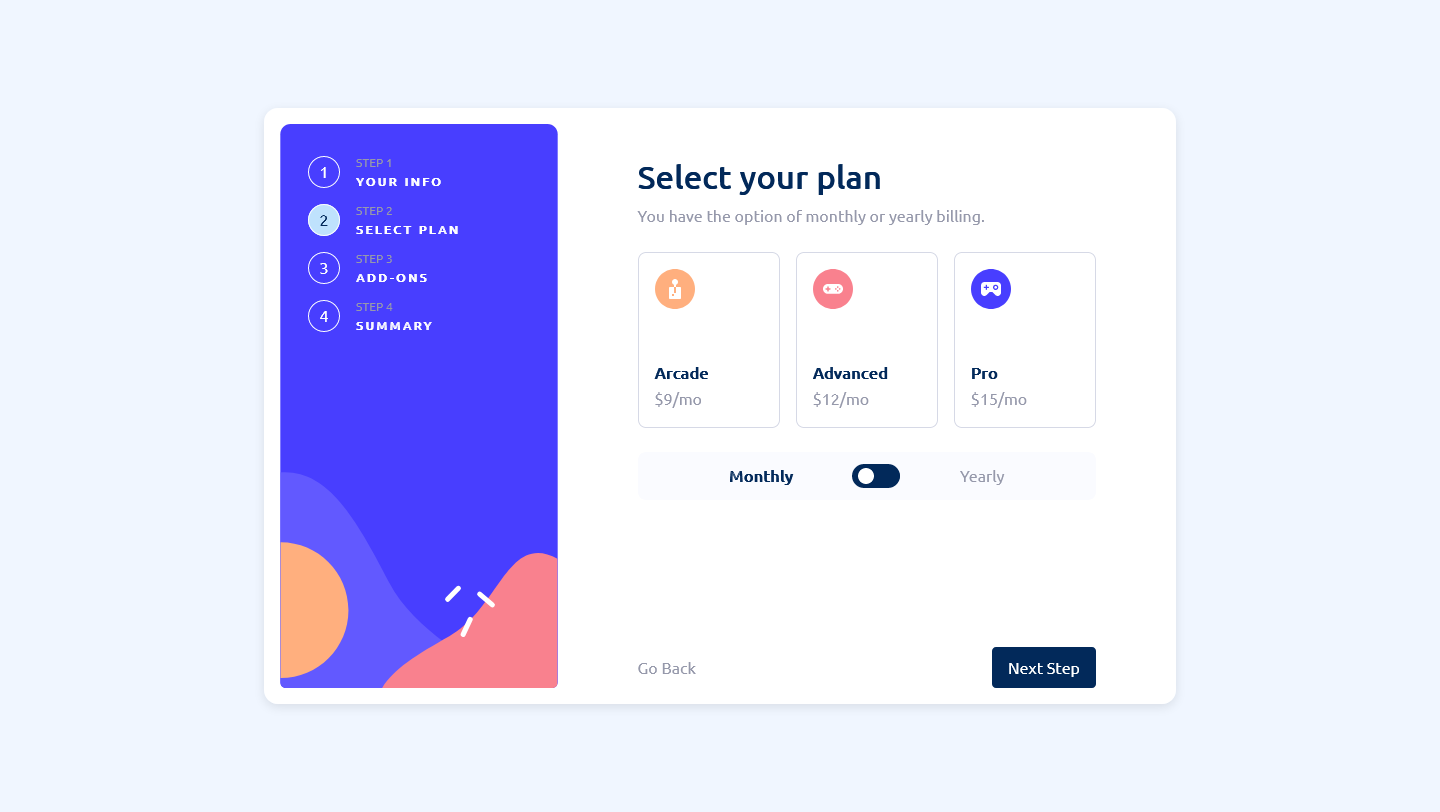 1
STEP 1
YOUR INFO
2
STEP 2
SELECT PLAN
3
STEP 3
ADD-ONS
4
STEP 4
SUMMARY
Select your plan
You have the option of monthly or yearly billing.
Arcade
$9/mo
Advanced
$12/mo
Pro
$15/mo
Monthly
Yearly
Go Back
Next Step